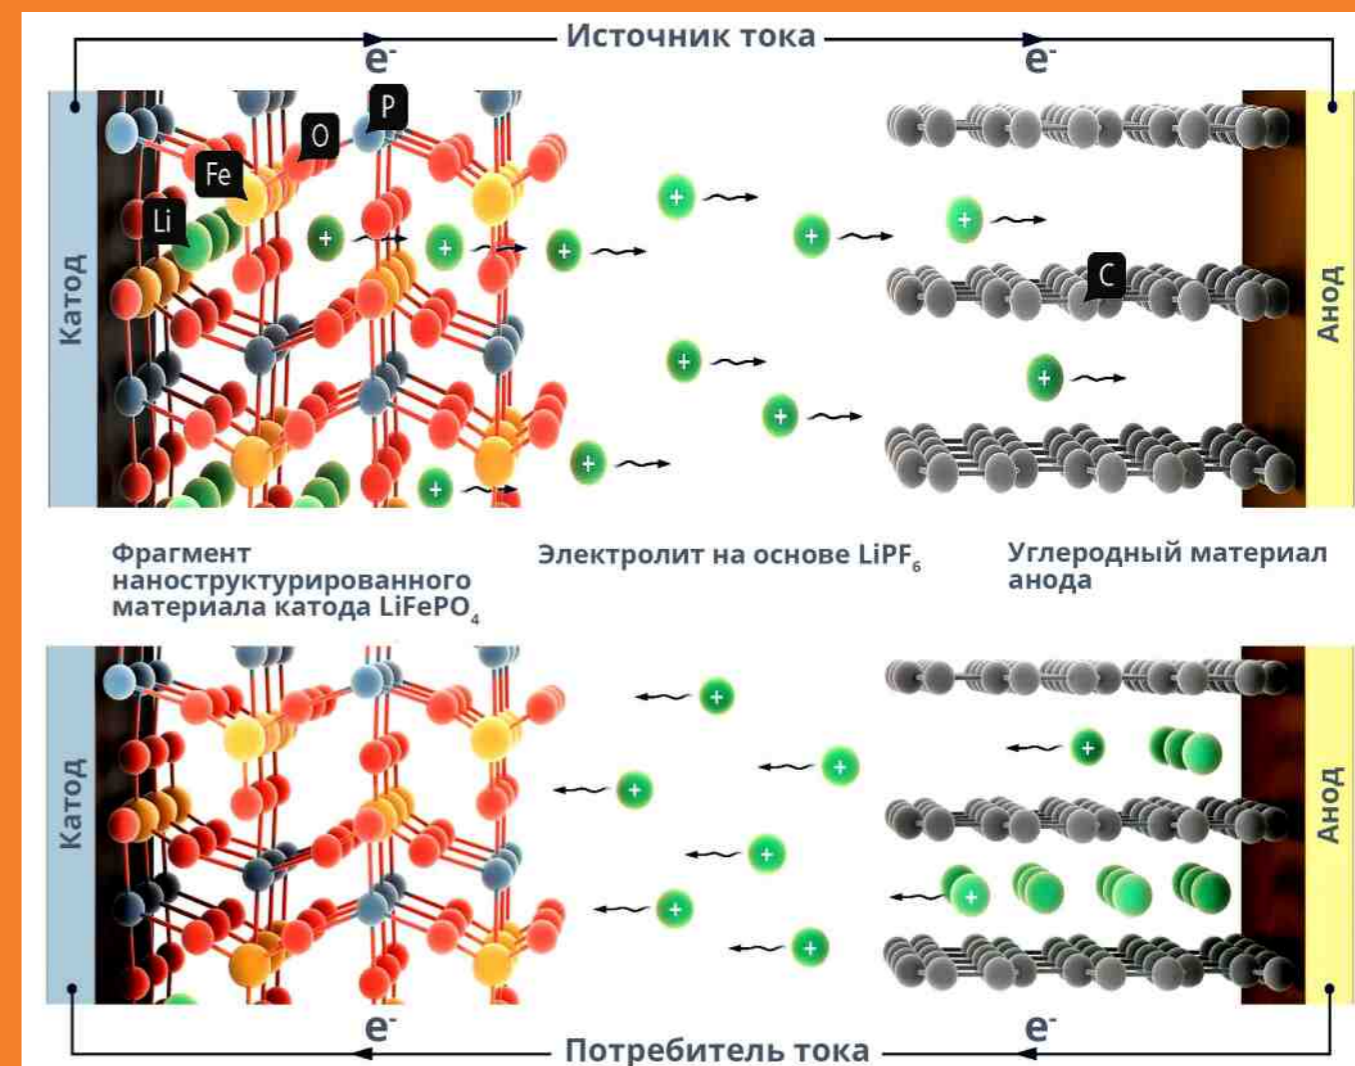 Источник тока
e⁻
e⁻
P
O
Fe
Li
C
Катод
Анод
Фрагмент
наноструктурированного
материала катода LiFePO₄
Электролит на основе LiPF₆
Углеродный материал
анода
+
+
+
+
+
+
+
+
+
+
+
Катод
Анод
+
+
+
+
+
+
+
+
e⁻
e⁻
Потребитель тока